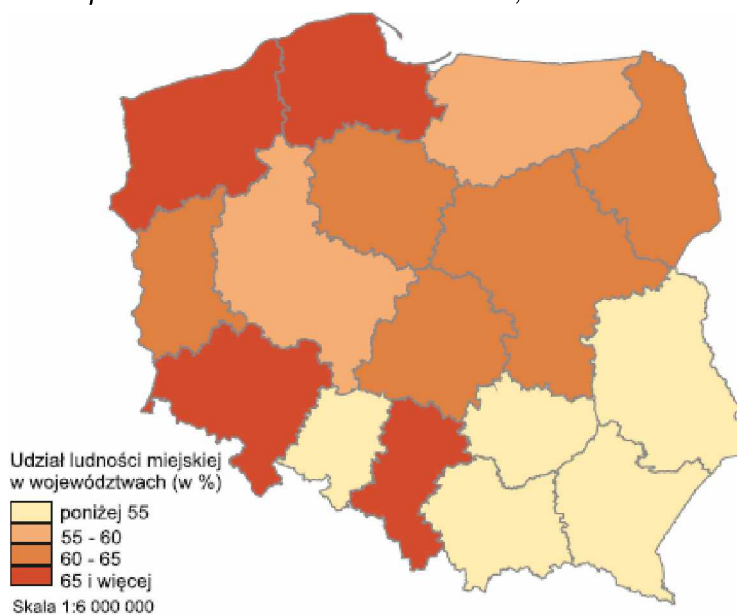 Udział ludności miejskiej
w województwach (w %)
poniżej 55
55 - 60
60 - 65
65 i więcej
Skala 1:6 000 000